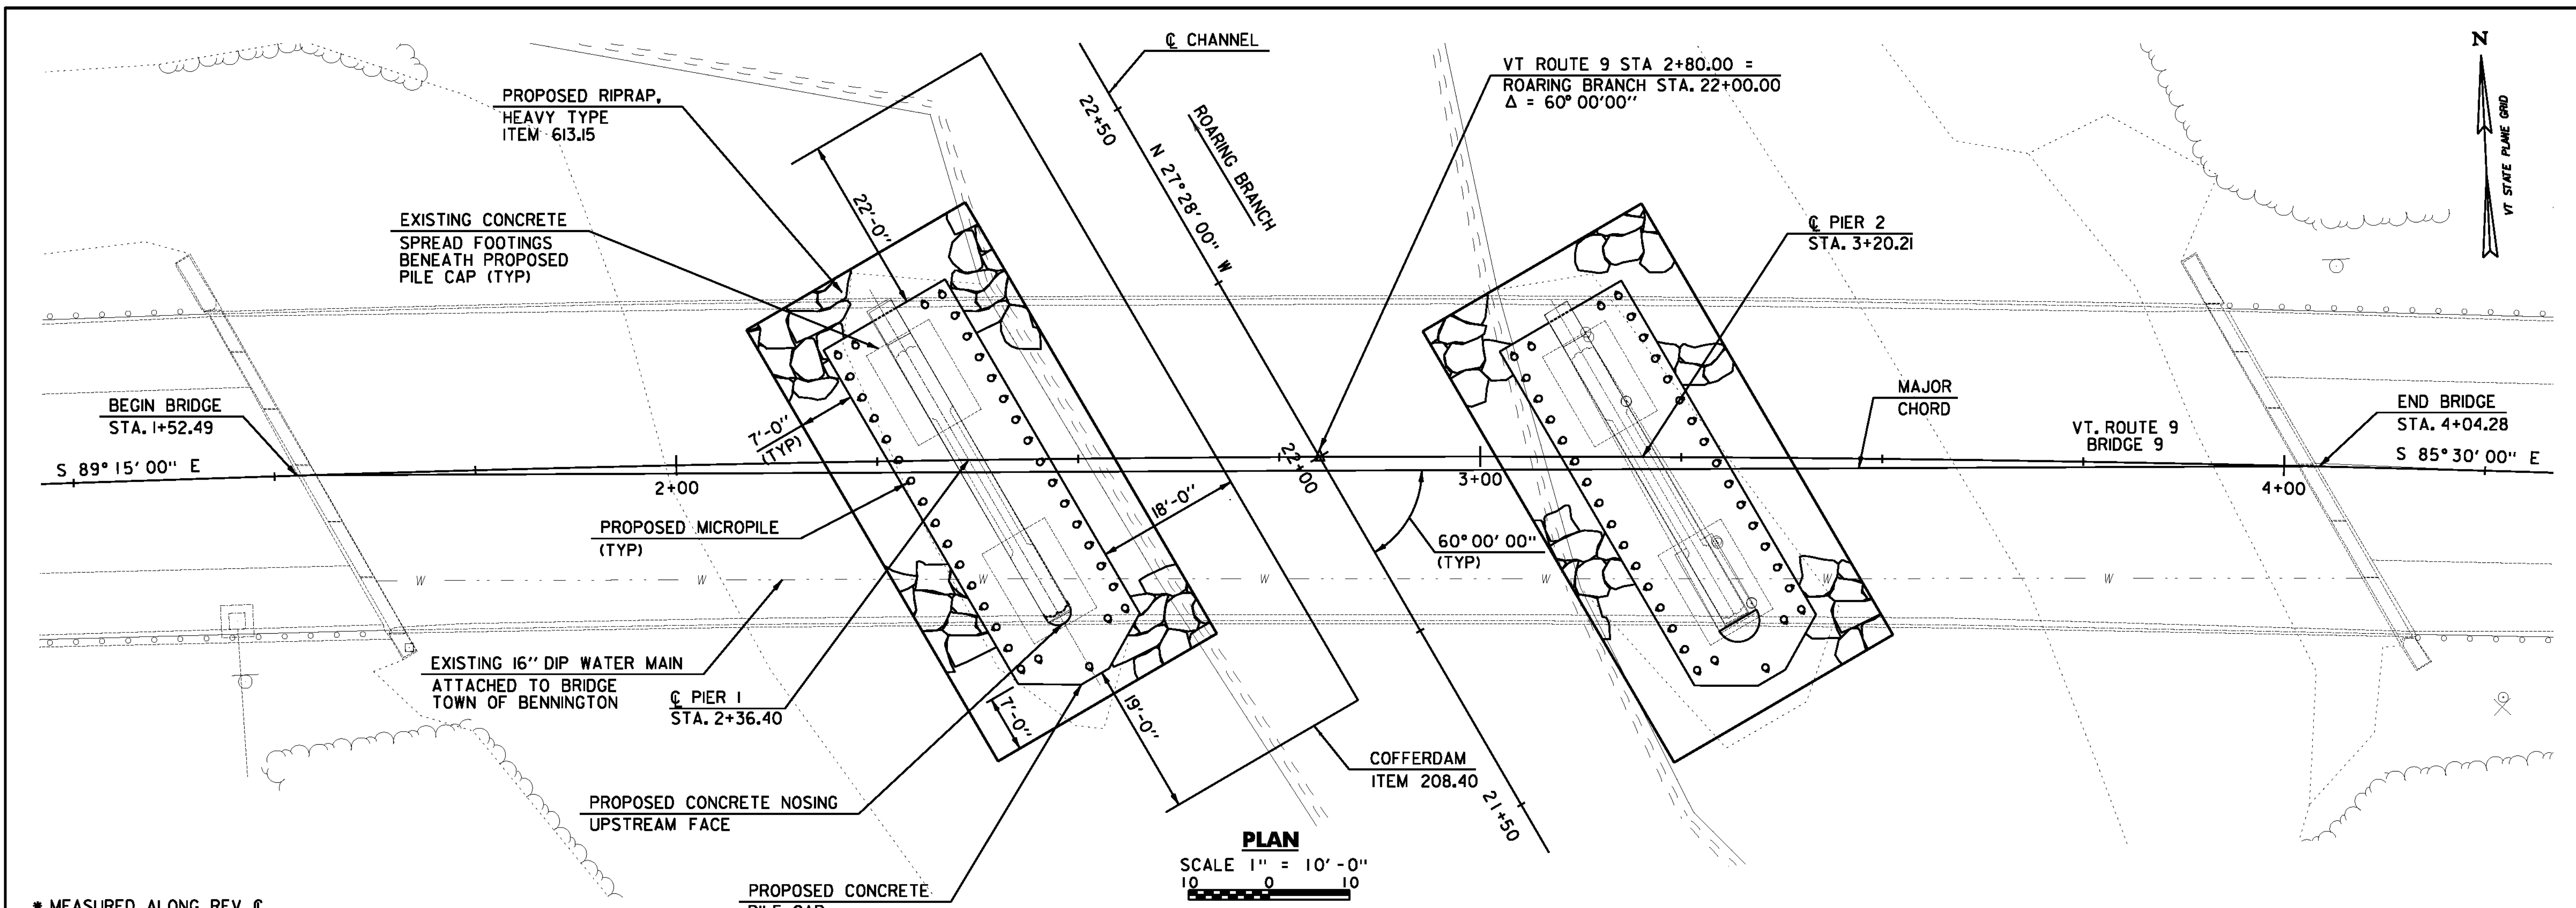 ℄ CHANNEL
N
VT STATE PLANE GRID
VT ROUTE 9 STA 2+80.00 =
ROARING BRANCH STA. 22+00.00
Δ = 60° 00'00''
PROPOSED RIPRAP,
HEAVY TYPE
ITEM 613.15
22+50
ROARING BRANCH
N 27° 28' 00'' W
22'-0''
EXISTING CONCRETE
SPREAD FOOTINGS
BENEATH PROPOSED
PILE CAP (TYP)
℄ PIER 2
STA. 3+20.21
BEGIN BRIDGE
STA. 1+52.49
7'-0''
(TYP)
MAJOR
CHORD
VT. ROUTE 9
BRIDGE 9
END BRIDGE
STA. 4+04.28
S 89° 15' 00'' E
S 85° 30' 00'' E
2+00
22+00
3+00
4+00
18'-0''
PROPOSED MICROPILE
(TYP)
60° 00' 00''
(TYP)
W
W
W
W
W
W
W
EXISTING 16'' DIP WATER MAIN
ATTACHED TO BRIDGE
TOWN OF BENNINGTON
℄ PIER 1
STA. 2+36.40
7'-0''
19'-0''
COFFERDAM
ITEM 208.40
21+50
PROPOSED CONCRETE NOSING
UPSTREAM FACE
PLAN
SCALE 1'' = 10'-0''
10 0 10
PROPOSED CONCRETE
PILE CAP
* MEASURED ALONG REV ℄